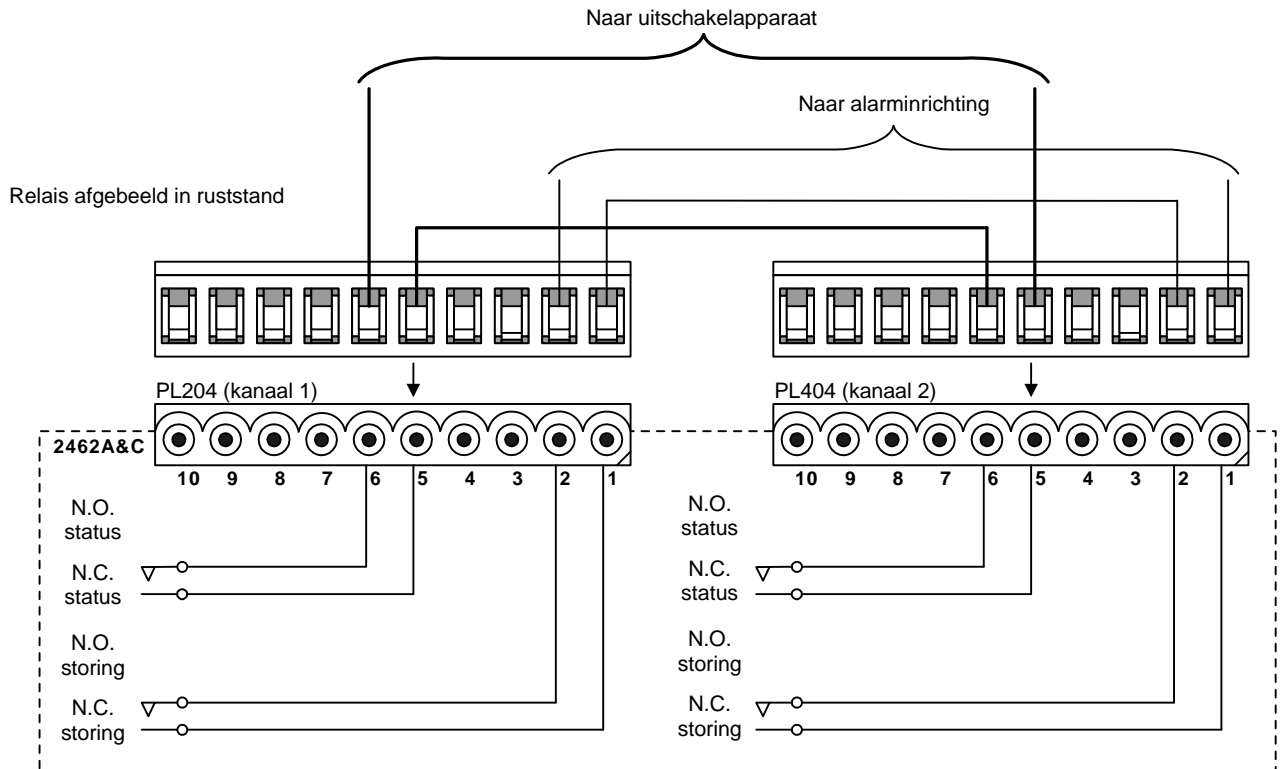 Naar uitschakelapparaat
Naar alarminrichting
Relais afgebeeld in ruststand
PL204 (kanaal 1)
PL404 (kanaal 2)
2462A&C
10 9 8 7 6 5 4 3 2 1
10 9 8 7 6 5 4 3 2 1
N.O.
status
N.C.
status
N.O.
storing
N.C.
storing
N.O.
status
N.C.
status
N.O.
storing
N.C.
storing